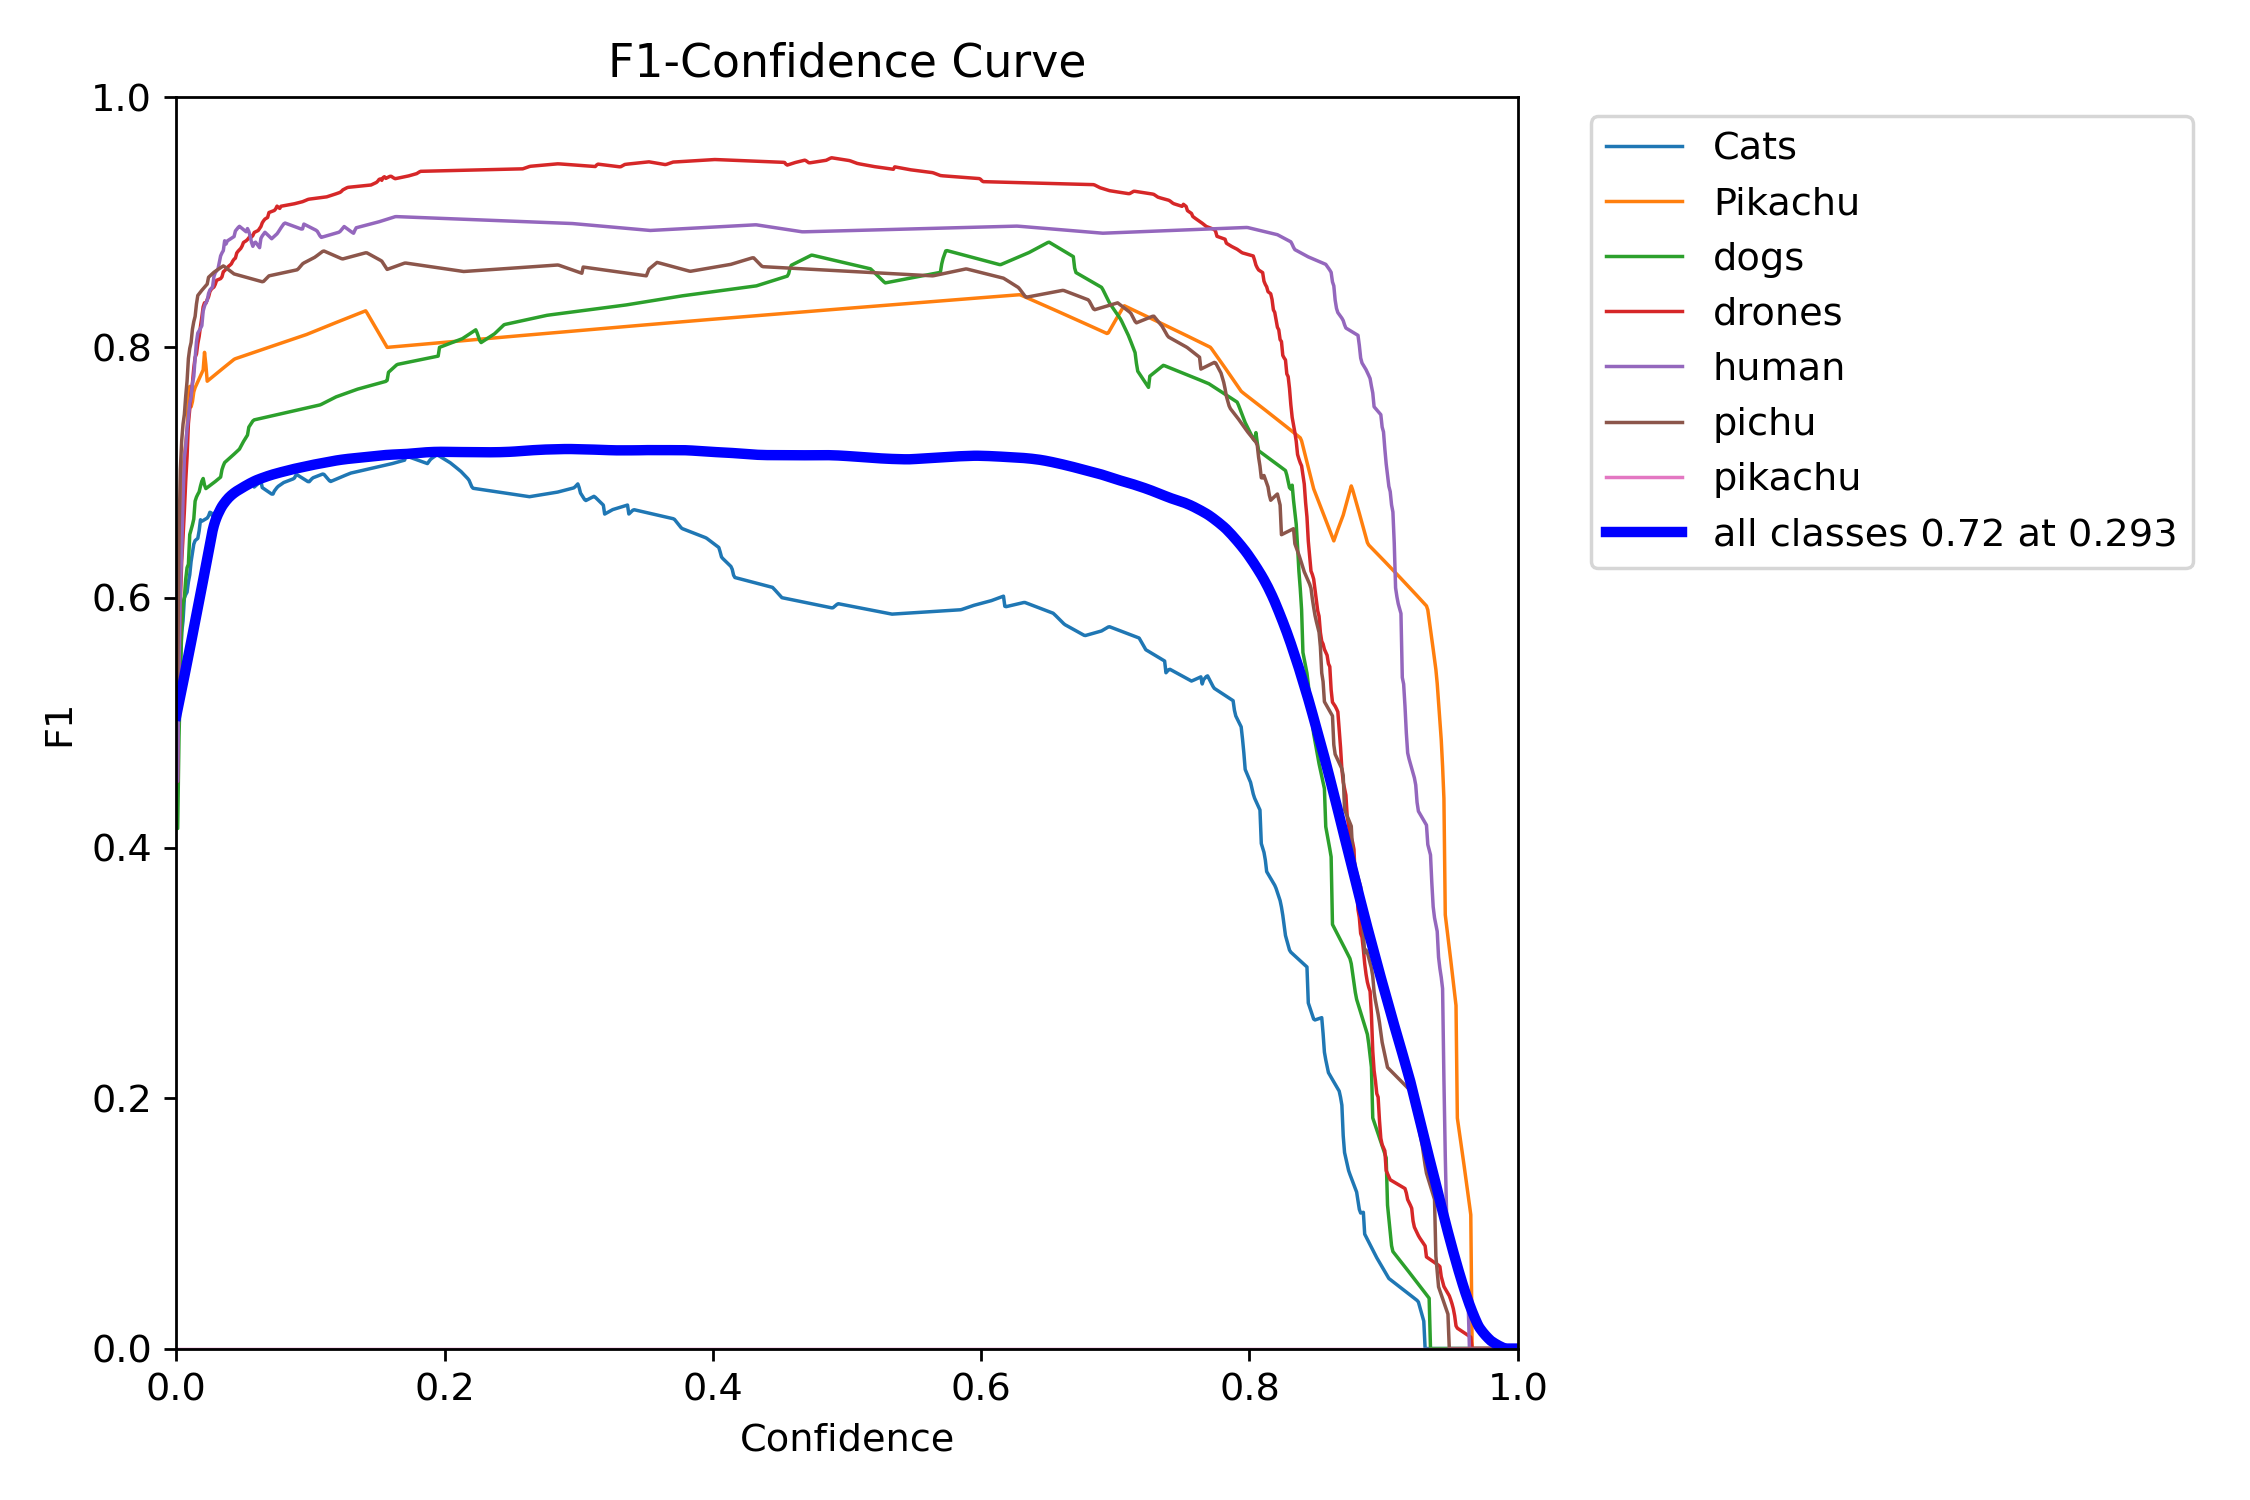 F1-Confidence Curve
1.0
0.8
0.6
0.4
0.2
0.0
F1
0.0 0.2 0.4 0.6 0.8 1.0
Confidence
Cats
Pikachu
dogs
drones
human
pichu
pikachu
all classes 0.72 at 0.293